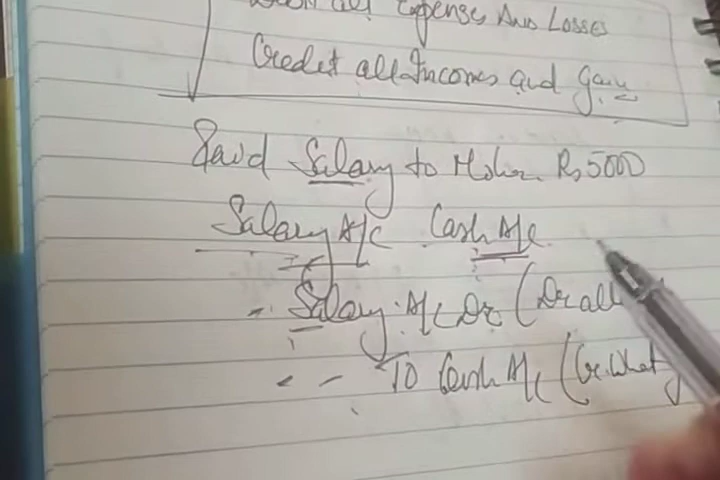 all Expenses And Losses
Credit all Incomes and gain
Paid Salary to Mohan Rs 5000
Salary A/c Cash A/c
Salary A/c Dr (Dr all
To Cash A/c (Cr. What